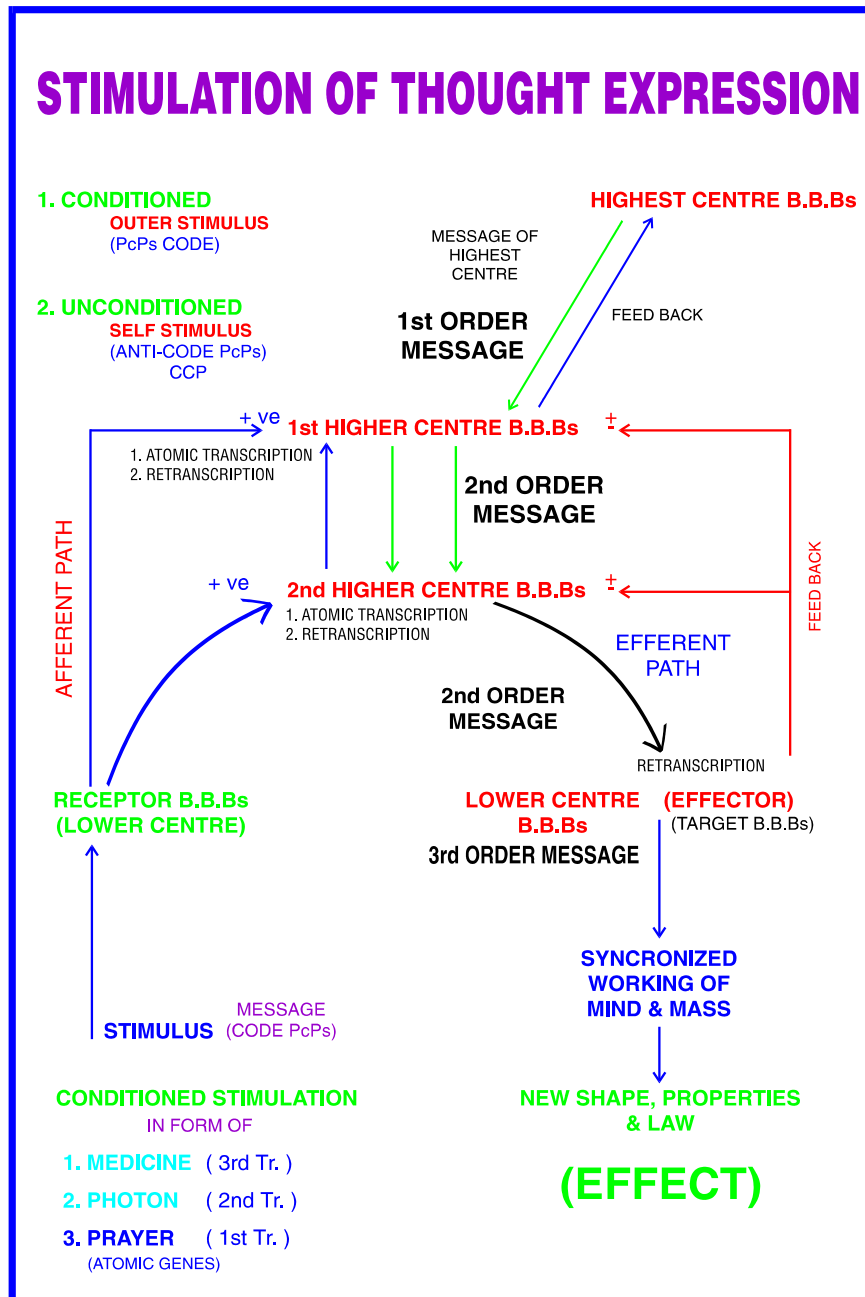 STIMULATION OF THOUGHT EXPRESSION
1. CONDITIONED
OUTER STIMULUS
(PcPs CODE)
2. UNCONDITIONED
SELF STIMULUS
(ANTI-CODE PcPs)
CCP
HIGHEST CENTRE B.B.Bs
MESSAGE OF
HIGHEST
CENTRE
1st ORDER
MESSAGE
FEED BACK
+ ve
1st HIGHER CENTRE B.B.Bs
±
1. ATOMIC TRANSCRIPTION
2. RETRANSCRIPTION
2nd ORDER
MESSAGE
AFFERENT PATH
+ ve
2nd HIGHER CENTRE B.B.Bs
±
1. ATOMIC TRANSCRIPTION
2. RETRANSCRIPTION
FEED BACK
EFFERENT
PATH
2nd ORDER
MESSAGE
RETRANSCRIPTION
RECEPTOR B.B.Bs
(LOWER CENTRE)
LOWER CENTRE (EFFECTOR)
B.B.Bs (TARGET B.B.Bs)
3rd ORDER MESSAGE
SYNCRONIZED
WORKING OF
MIND & MASS
STIMULUS
MESSAGE
(CODE PcPs)
CONDITIONED STIMULATION
IN FORM OF
1. MEDICINE ( 3rd Tr. )
2. PHOTON ( 2nd Tr. )
3. PRAYER ( 1st Tr. )
(ATOMIC GENES)
NEW SHAPE, PROPERTIES
& LAW
(EFFECT)